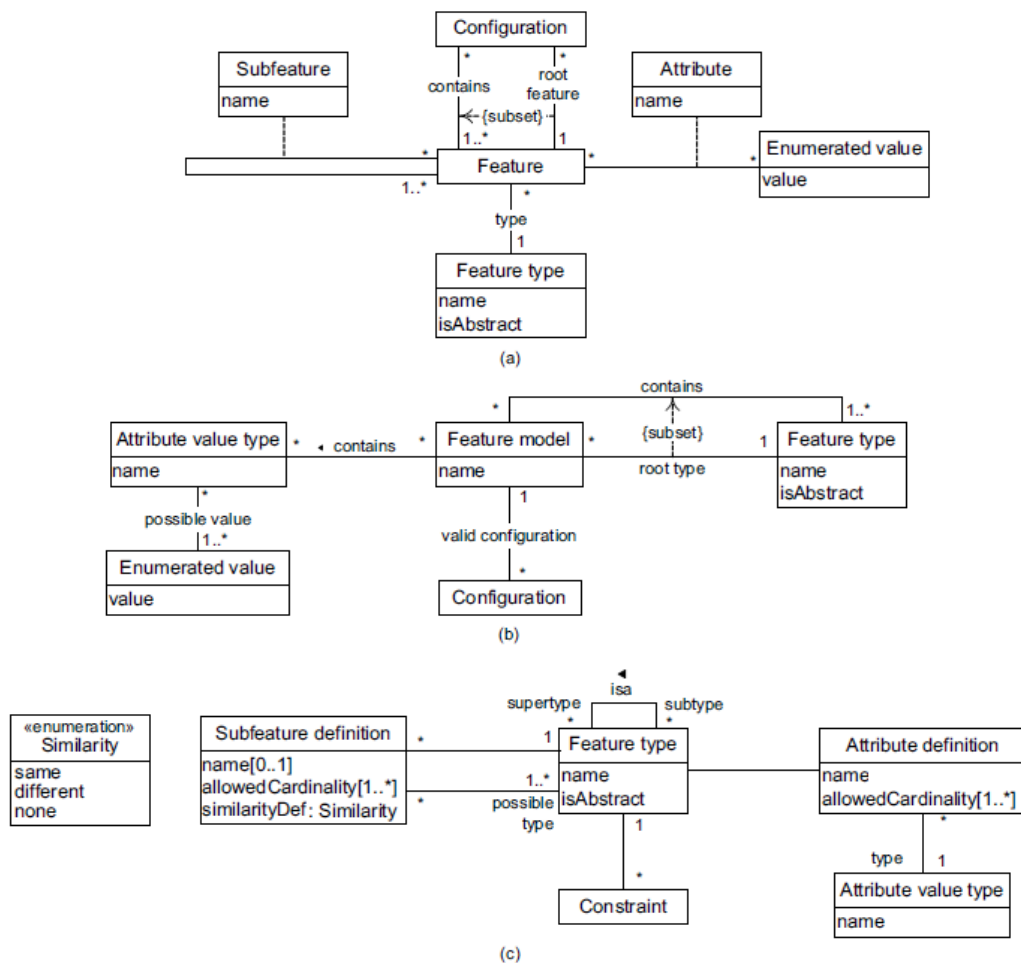 Configuration
*
*
Subfeature
name
contains
root
feature
Attribute
name
{subset}
1..*
1
*
1..*
Feature
*
*
Enumerated value
value
*
type
1
Feature type
name
isAbstract
(a)
contains
*
1..*
Attribute value type
name
*
◂ contains
*
Feature model
name
*
{subset}
1
root type
Feature type
name
isAbstract
*
possible value
1..*
1
valid configuration
*
Enumerated value
value
Configuration
(b)
◂
isa
supertype
subtype
*
*
«enumeration»
Similarity
same
different
none
Subfeature definition
name[0..1]
allowedCardinality[1..*]
similarityDef: Similarity
*
1
*
1..*
possible
type
Feature type
name
isAbstract
1
*
Constraint
Attribute definition
name
allowedCardinality[1..*]
*
type
1
Attribute value type
name
(c)